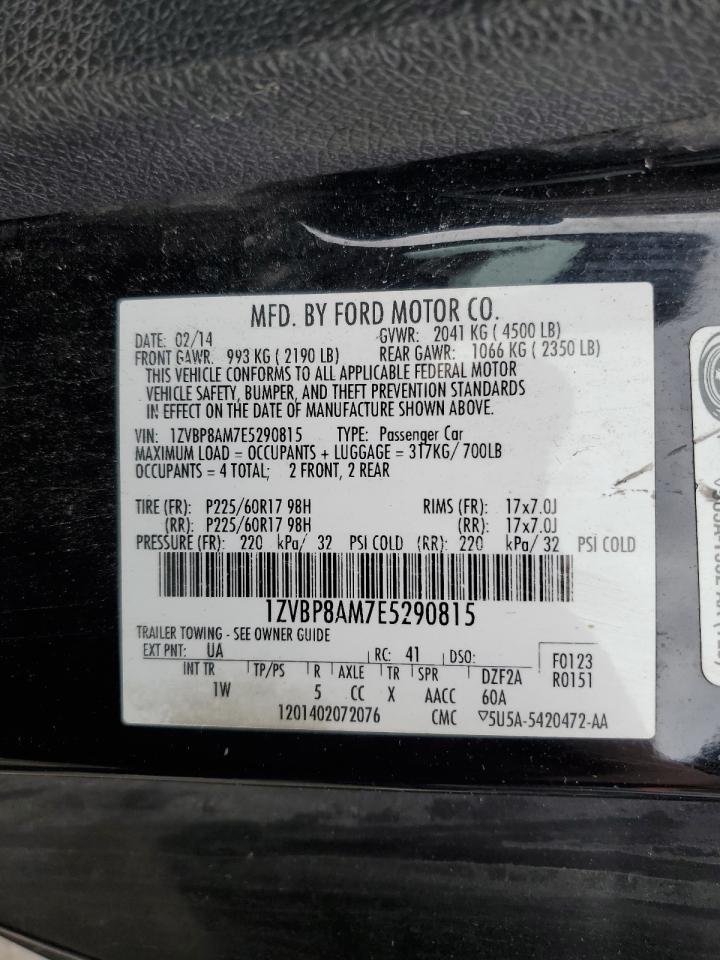 MFD. BY FORD MOTOR CO.
DATE: 02/14 GVWR: 2041 KG ( 4500 LB)
FRONT GAWR: 993 KG ( 2190 LB) REAR GAWR: 1066 KG ( 2350 LB)
THIS VEHICLE CONFORMS TO ALL APPLICABLE FEDERAL MOTOR
VEHICLE SAFETY, BUMPER, AND THEFT PREVENTION STANDARDS
IN EFFECT ON THE DATE OF MANUFACTURE SHOWN ABOVE.
VIN: 1ZVBP8AM7E5290815 TYPE: Passenger Car
MAXIMUM LOAD = OCCUPANTS + LUGGAGE = 317KG/ 700LB
OCCUPANTS = 4 TOTAL; 2 FRONT, 2 REAR
TIRE (FR): P225/60R17 98H RIMS (FR): 17x7.0J
(RR): P225/60R17 98H (RR): 17x7.0J
PRESSURE (FR): 220 kPa/ 32 PSI COLD (RR): 220 kPa/ 32 PSI COLD
1ZVBP8AM7E5290815
TRAILER TOWING - SEE OWNER GUIDE
EXT PNT: UA RC: 41 DSO: F0123
INT TR TP/PS R AXLE TR SPR DZF2A R0151
1W 5 CC X AACC 60A
1201402072076 CMC ▽5U5A-5420472-AA